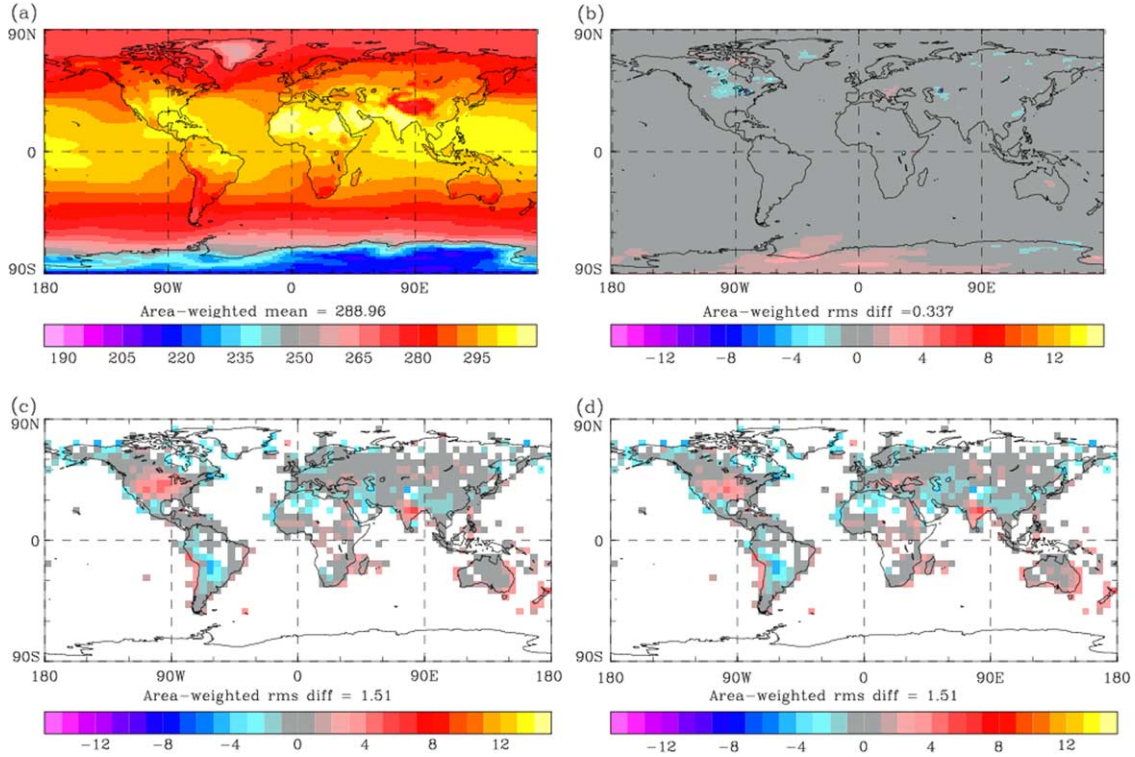 (a)
(b)
90N
0
90S
180 90W 0 90E
Area-weighted mean = 288.96
190 205 220 235 250 265 280 295
90N
0
90S
180 90W 0 90E
Area-weighted rms diff =0.337
-12 -8 -4 0 4 8 12
(c)
(d)
90N
0
90S
180 90W 0 90E 180
Area-weighted rms diff = 1.51
-12 -8 -4 0 4 8 12
90N
0
90S
180 90W 0 90E 180
Area-weighted rms diff = 1.51
-12 -8 -4 0 4 8 12